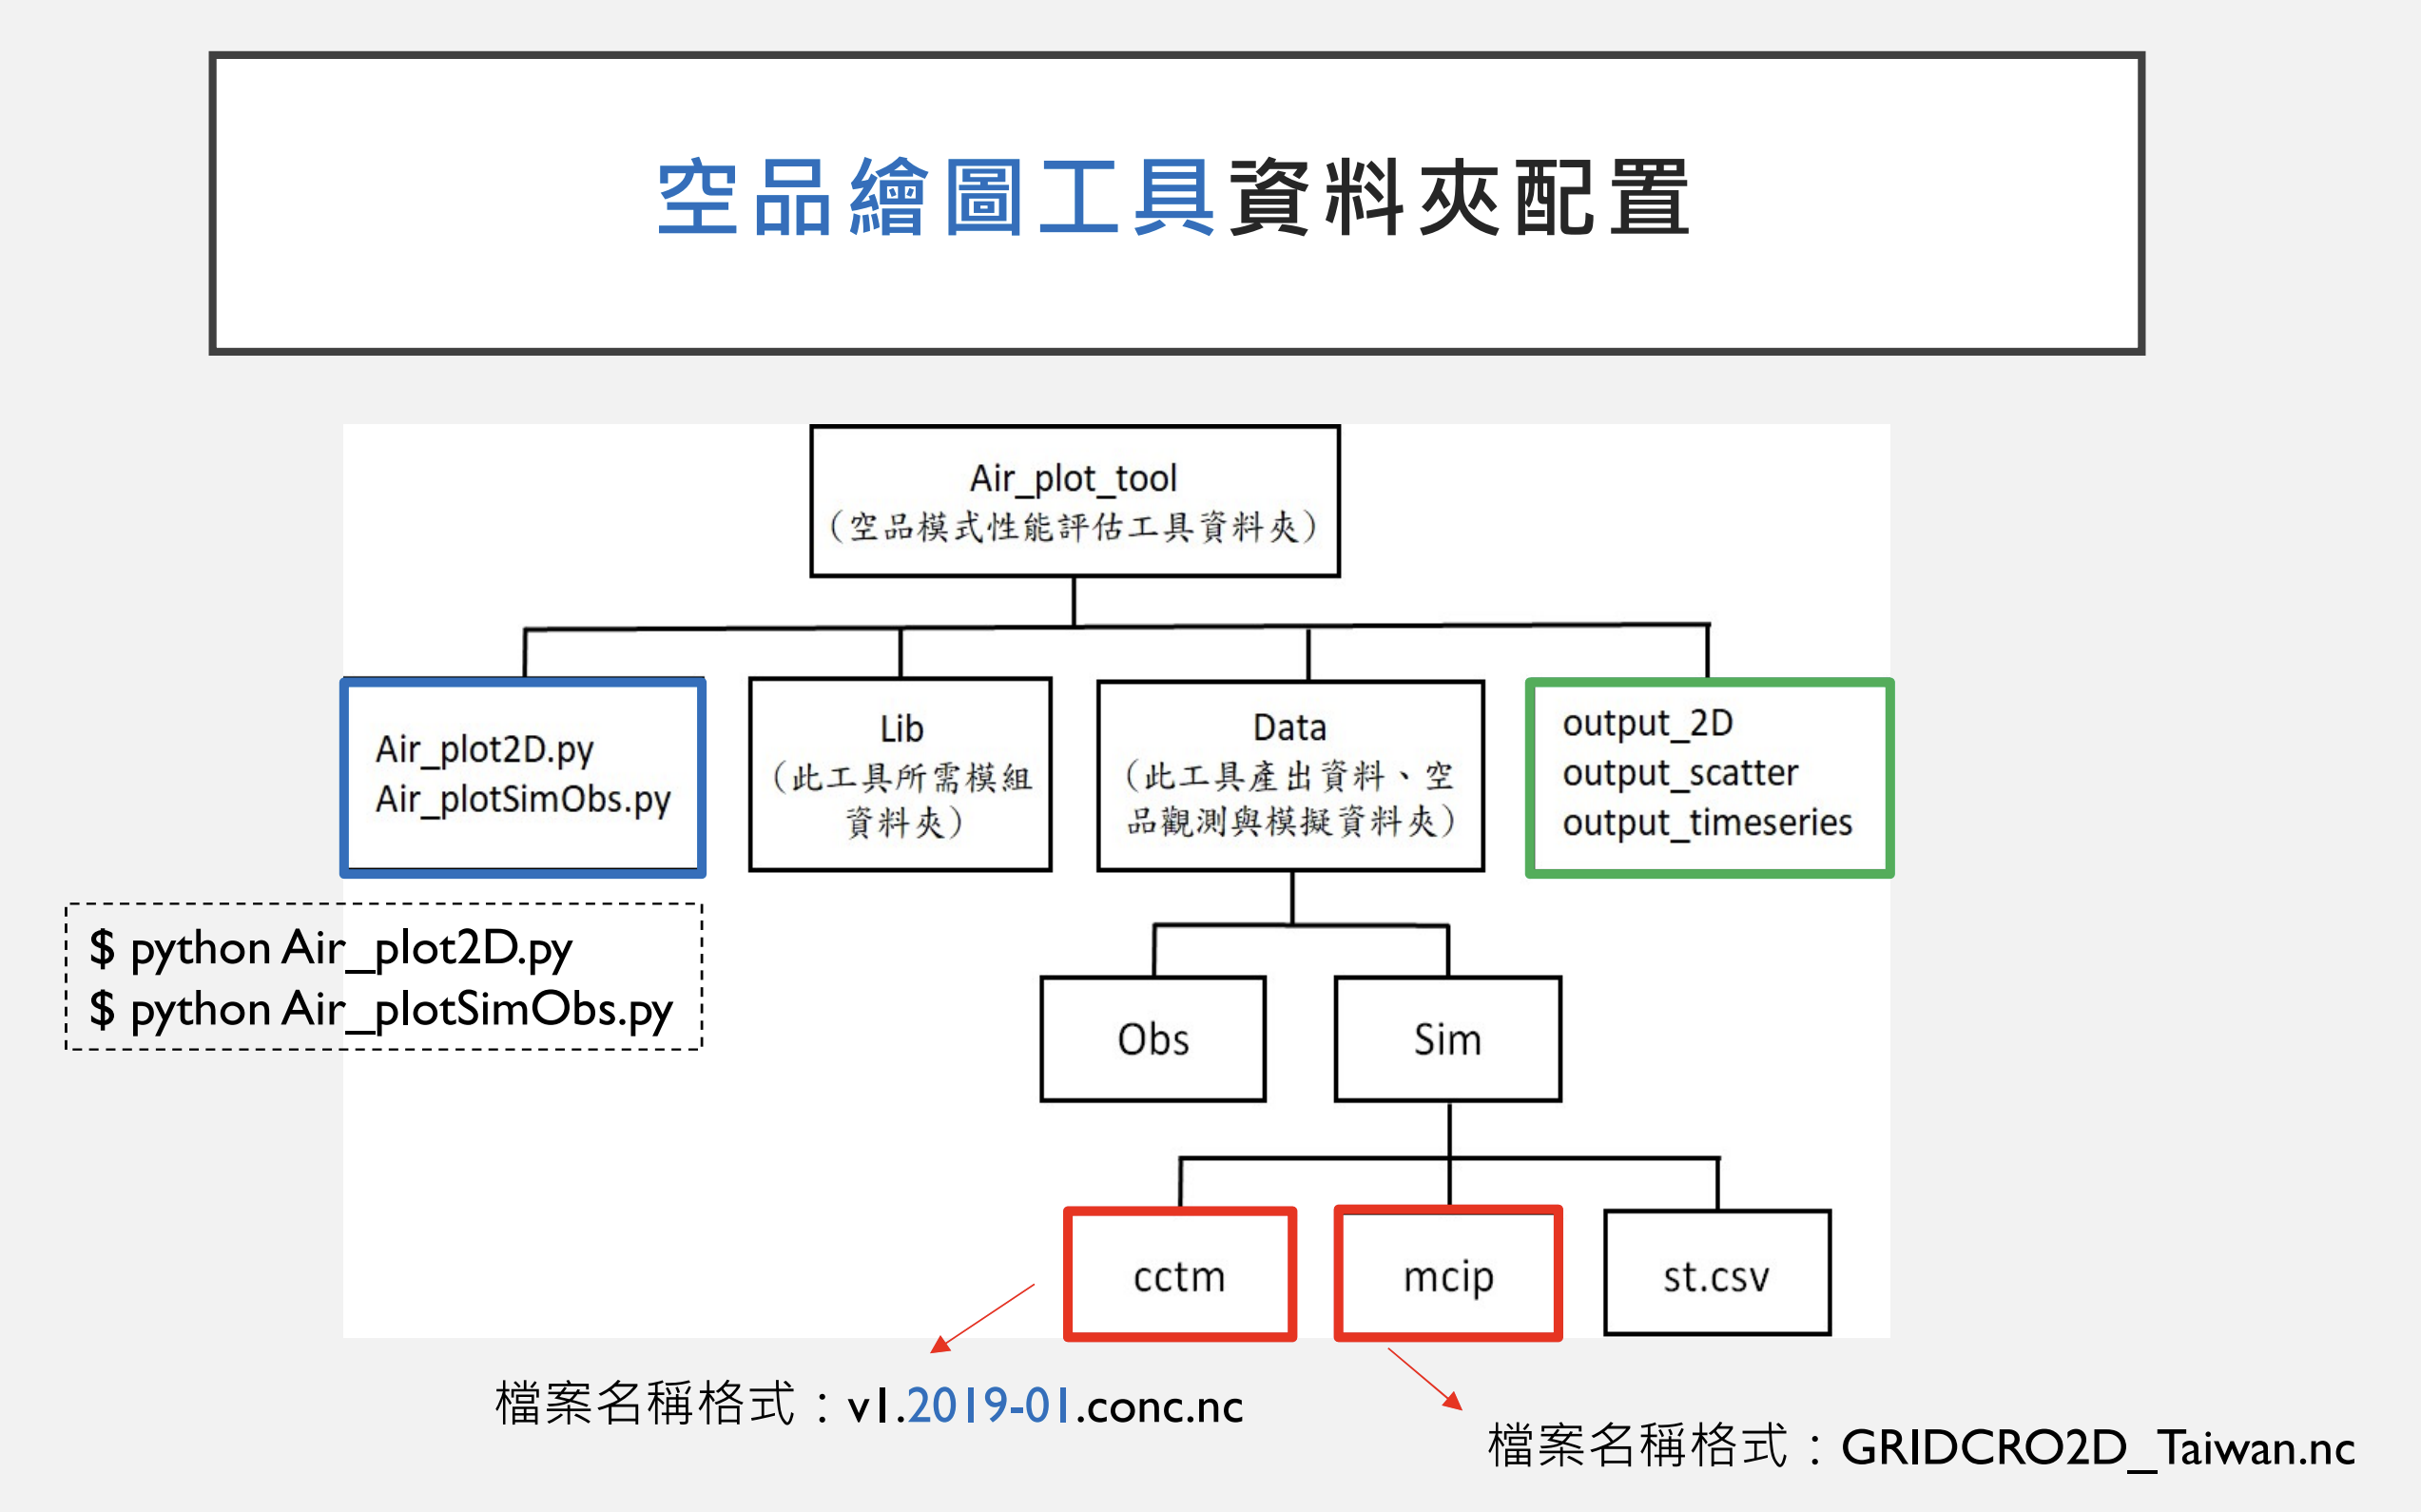 空品繪圖工具資料夾配置
Air_plot_tool
(空品模式性能評估工具資料夾)
Air_plot2D.py
Air_plotSimObs.py
Lib
(此工具所需模組
資料夾)
Data
(此工具產出資料、空
品觀測與模擬資料夾)
output_2D
output_scatter
output_timeseries
$ python Air_plot2D.py
$ python Air_plotSimObs.py
Obs
Sim
cctm
mcip
st.csv
檔案名稱格式：v1.2019-01.conc.nc
檔案名稱格式：GRIDCRO2D_Taiwan.nc